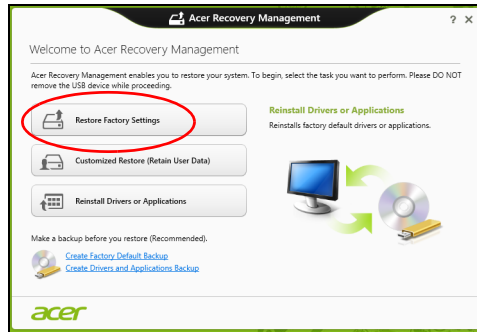 Acer Recovery Management
? X
Welcome to Acer Recovery Management
Acer Recovery Management enables you to restore your system. To begin, select the task you want to perform. Please DO NOT
remove the USB device while proceeding.
Restore Factory Settings
Customized Restore (Retain User Data)
Reinstall Drivers or Applications
Reinstall Drivers or Applications
Reinstalls factory default drivers or applications.
Make a backup before you restore (Recommended).
Create Factory Default Backup
Create Drivers and Applications Backup
acer